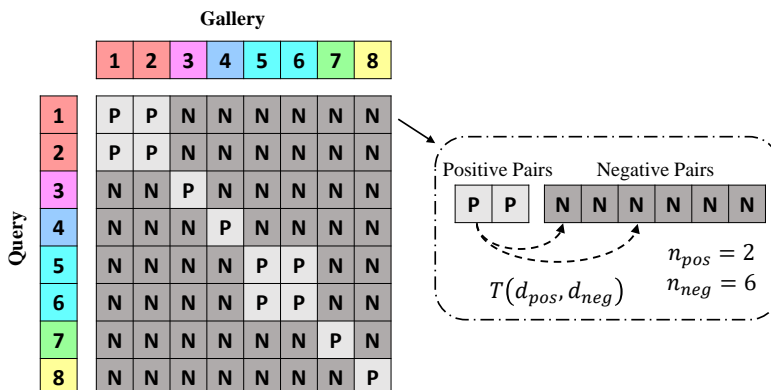 Gallery
1 2 3 4 5 6 7 8
Query
1 P P N N N N N N
2 P P N N N N N N
3 N N P N N N N N
4 N N N P N N N N
5 N N N N P P N N
6 N N N N P P N N
7 N N N N N N P N
8 N N N N N N N P
Positive Pairs Negative Pairs
P P N N N N N N
T(d_pos, d_neg)
n_pos = 2
n_neg = 6